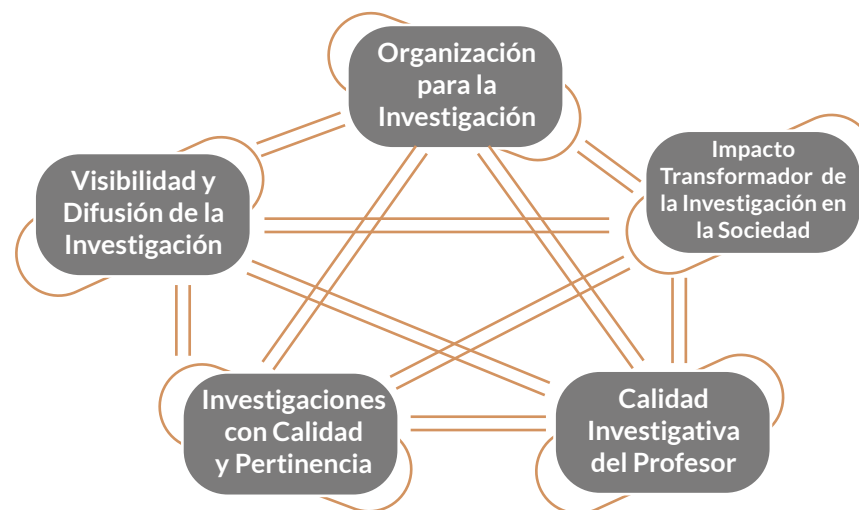 Organización
para la
Investigación
Impacto
Transformador de
la Investigación en
la Sociedad
Visibilidad y
Difusión de la
Investigación
Investigaciones
con Calidad
y Pertinencia
Calidad
Investigativa
del Profesor